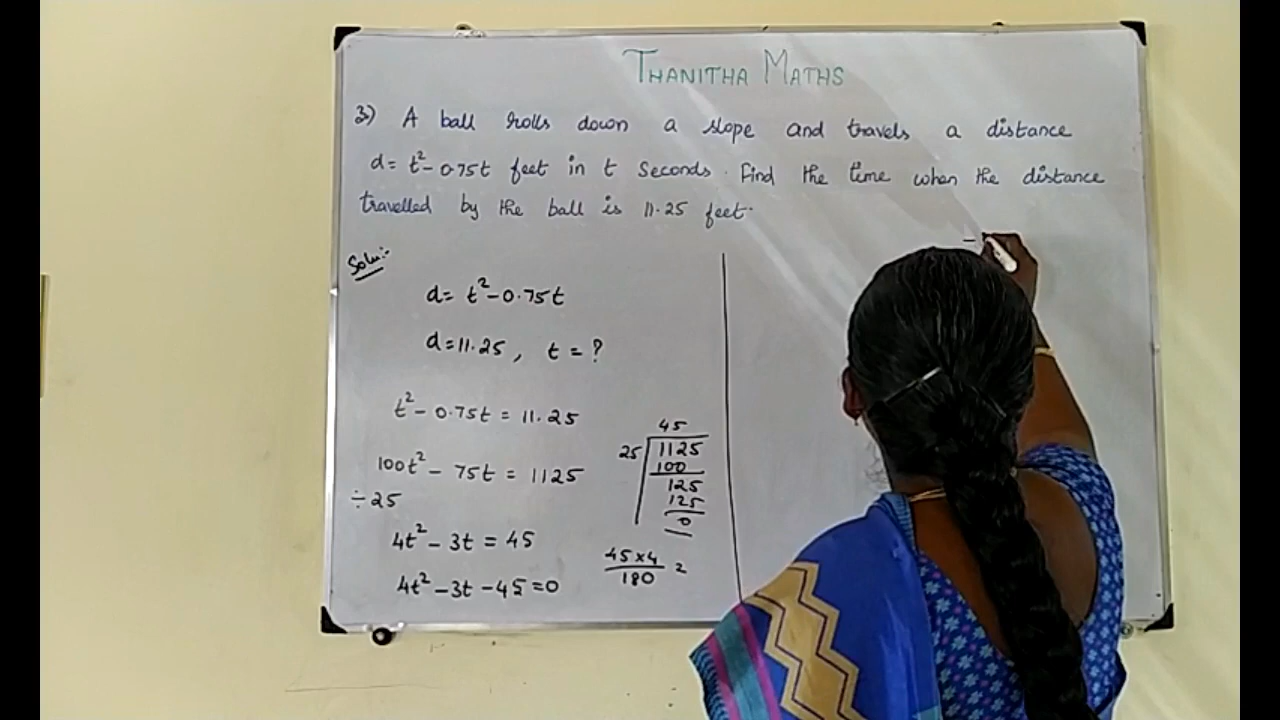 THANITHA MATHS
3) A ball rolls down a slope and travels a distance
d = t² - 0.75t feet in t seconds. Find the time when the distance
travelled by the ball is 11.25 feet.
Solu:-
d = t² - 0.75t
d = 11.25, t = ?
t² - 0.75t = 11.25
100t² - 75t = 1125
÷ 25
4t² - 3t = 45
4t² - 3t - 45 = 0
45
25 1125
100
125
125
0
45 x 4
180